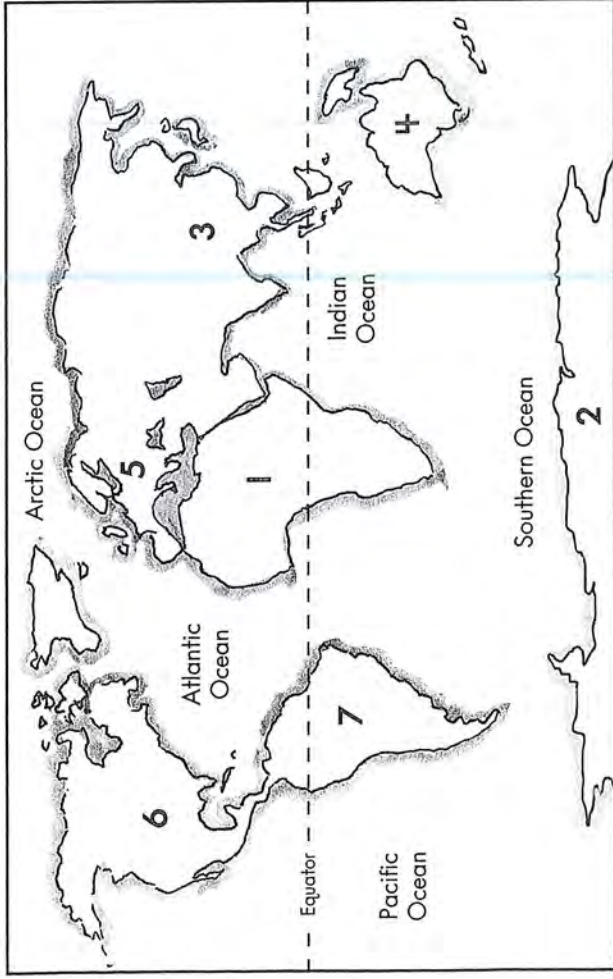 Arctic Ocean
6
5
3
Atlantic
Ocean
1
Equator
7
Indian
Ocean
4
Pacific
Ocean
Southern Ocean
2